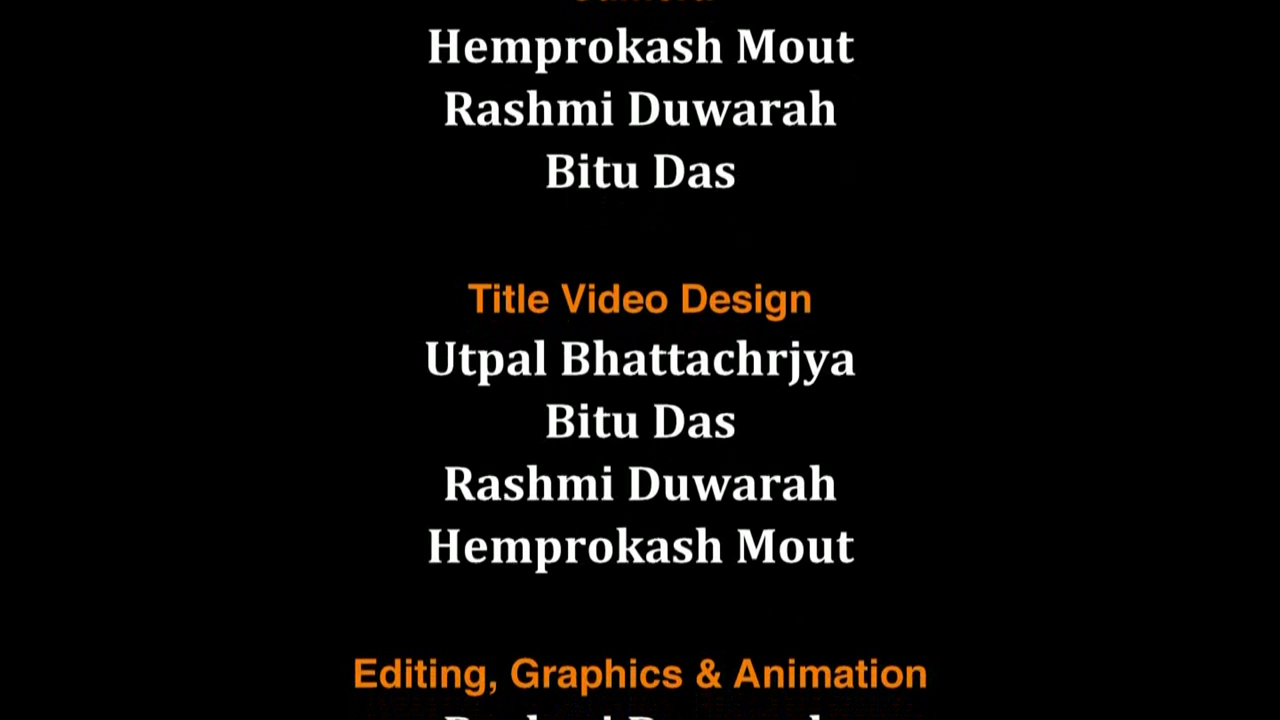 Hemprokash Mout
Rashmi Duwarah
Bitu Das
Title Video Design
Utpal Bhattachrjya
Bitu Das
Rashmi Duwarah
Hemprokash Mout
Editing, Graphics & Animation